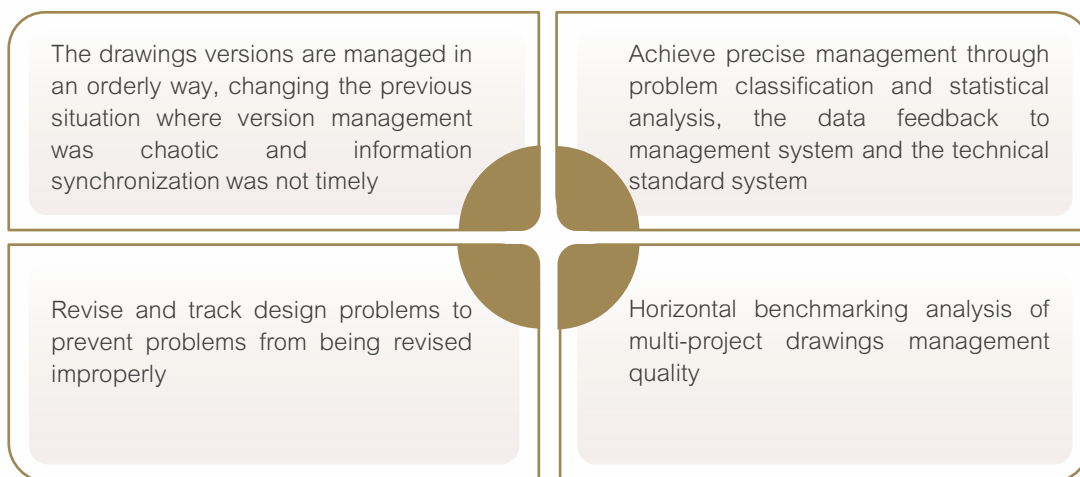 The drawings versions are managed in
an orderly way, changing the previous
situation where version management
was chaotic and information
synchronization was not timely
Achieve precise management through
problem classification and statistical
analysis, the data feedback to
management system and the technical
standard system
Revise and track design problems to
prevent problems from being revised
improperly
Horizontal benchmarking analysis of
multi-project drawings management
quality